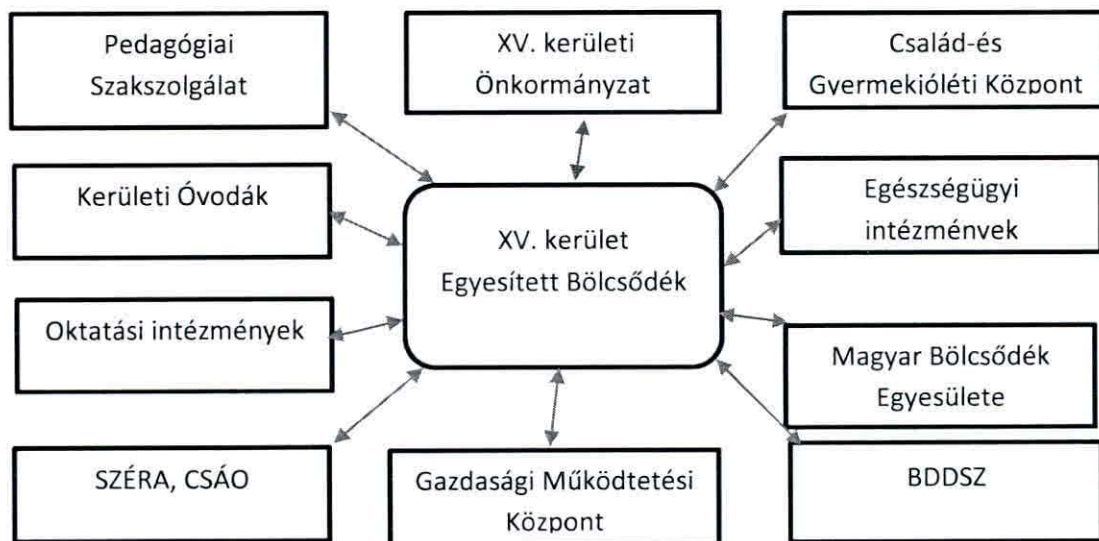 Pedagógiai
Szakszolgálat
XV. kerületi
Önkormányzat
Család-és
Gyermekjóléti Központ
Kerületi Óvodák
XV. kerület
Egyesített Bölcsődék
Egészségügyi
intézmények
Oktatási intézmények
Magyar Bölcsődék
Egyesülete
SZÉRA, CSÁO
Gazdasági Működtetési
Központ
BDDSZ